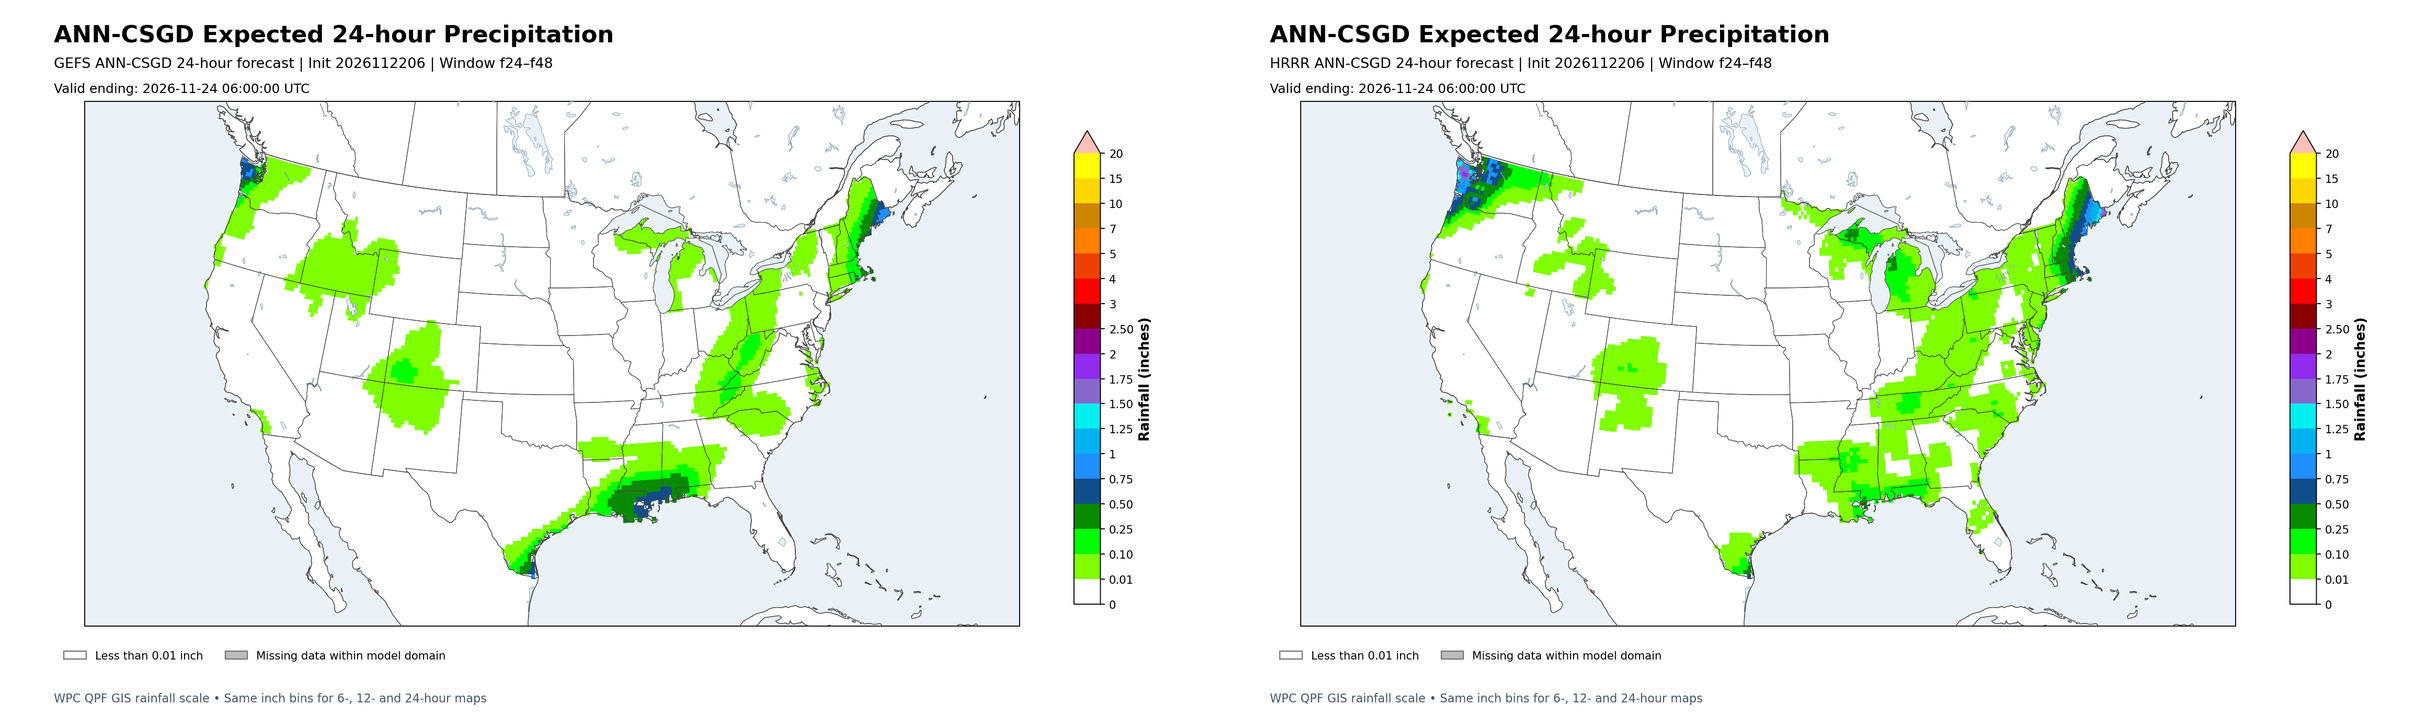 ANN-CSGD Expected 24-hour Precipitation
GEFS ANN-CSGD 24-hour forecast | Init 2026112206 | Window f24–f48
Valid ending: 2026-11-24 06:00:00 UTC
20
15
10
7
5
4
3
2.50
2
1.75
1.50
1.25
1
0.75
0.50
0.25
0.10
0.01
0
Rainfall (inches)
Less than 0.01 inch
Missing data within model domain
WPC QPF GIS rainfall scale • Same inch bins for 6-, 12- and 24-hour maps
ANN-CSGD Expected 24-hour Precipitation
HRRR ANN-CSGD 24-hour forecast | Init 2026112206 | Window f24–f48
Valid ending: 2026-11-24 06:00:00 UTC
20
15
10
7
5
4
3
2.50
2
1.75
1.50
1.25
1
0.75
0.50
0.25
0.10
0.01
0
Rainfall (inches)
Less than 0.01 inch
Missing data within model domain
WPC QPF GIS rainfall scale • Same inch bins for 6-, 12- and 24-hour maps